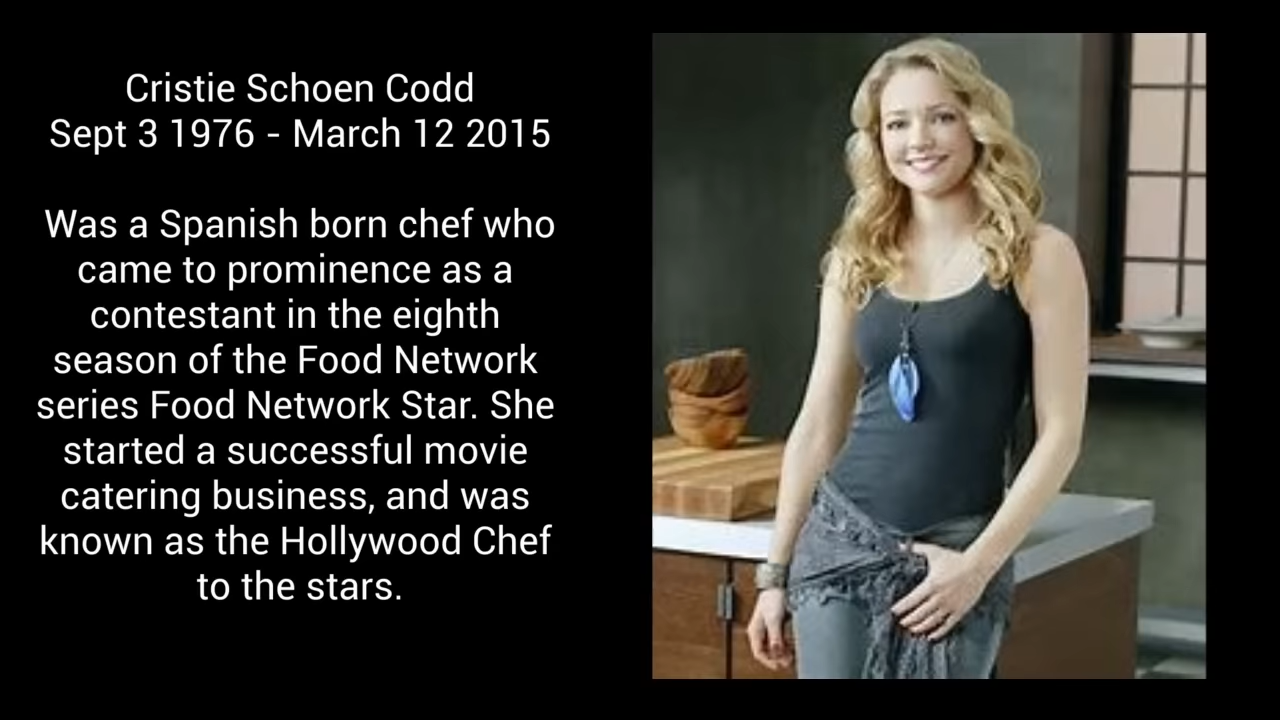 Cristie Schoen Codd
Sept 3 1976 - March 12 2015
Was a Spanish born chef who
came to prominence as a
contestant in the eighth
season of the Food Network
series Food Network Star. She
started a successful movie
catering business, and was
known as the Hollywood Chef
to the stars.